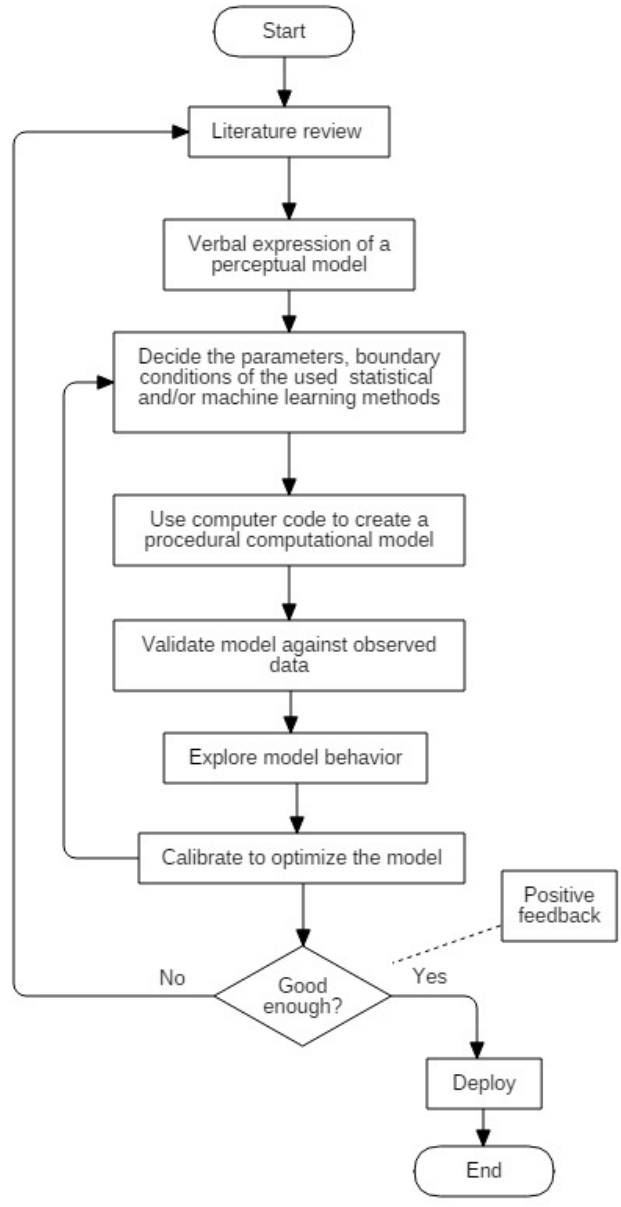 Start
Literature review
Verbal expression of a
perceptual model
Decide the parameters, boundary
conditions of the used  statistical
and/or machine learning methods
Use computer code to create a
procedural computational model
Validate model against observed
data
Explore model behavior
Calibrate to optimize the model
Positive
feedback
No
Good
enough?
Yes
Deploy
End